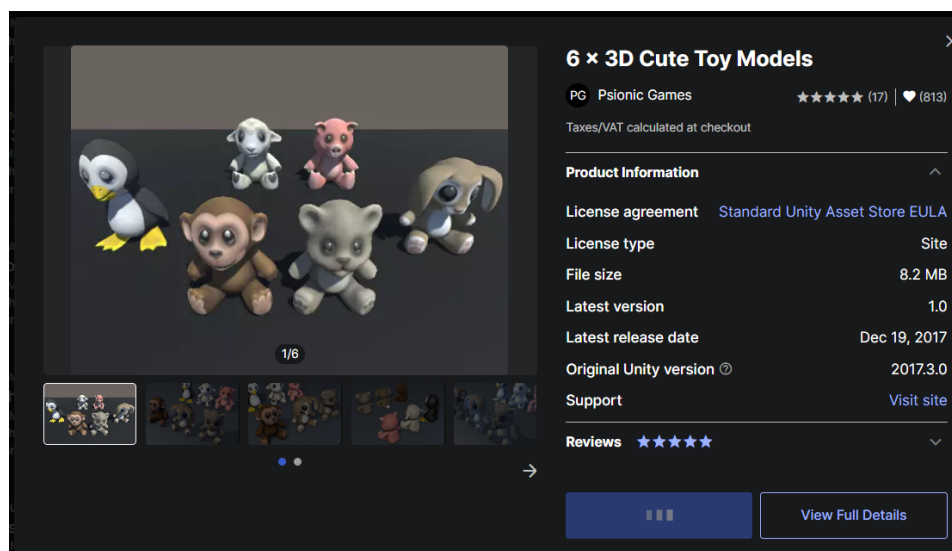 6 × 3D Cute Toy Models
PG Psionic Games
(17) (813)
Taxes/VAT calculated at checkout
Product Information
License agreement Standard Unity Asset Store EULA
License type Site
File size 8.2 MB
Latest version 1.0
Latest release date Dec 19, 2017
Original Unity version 2017.3.0
Support Visit site
1/6
Reviews
View Full Details